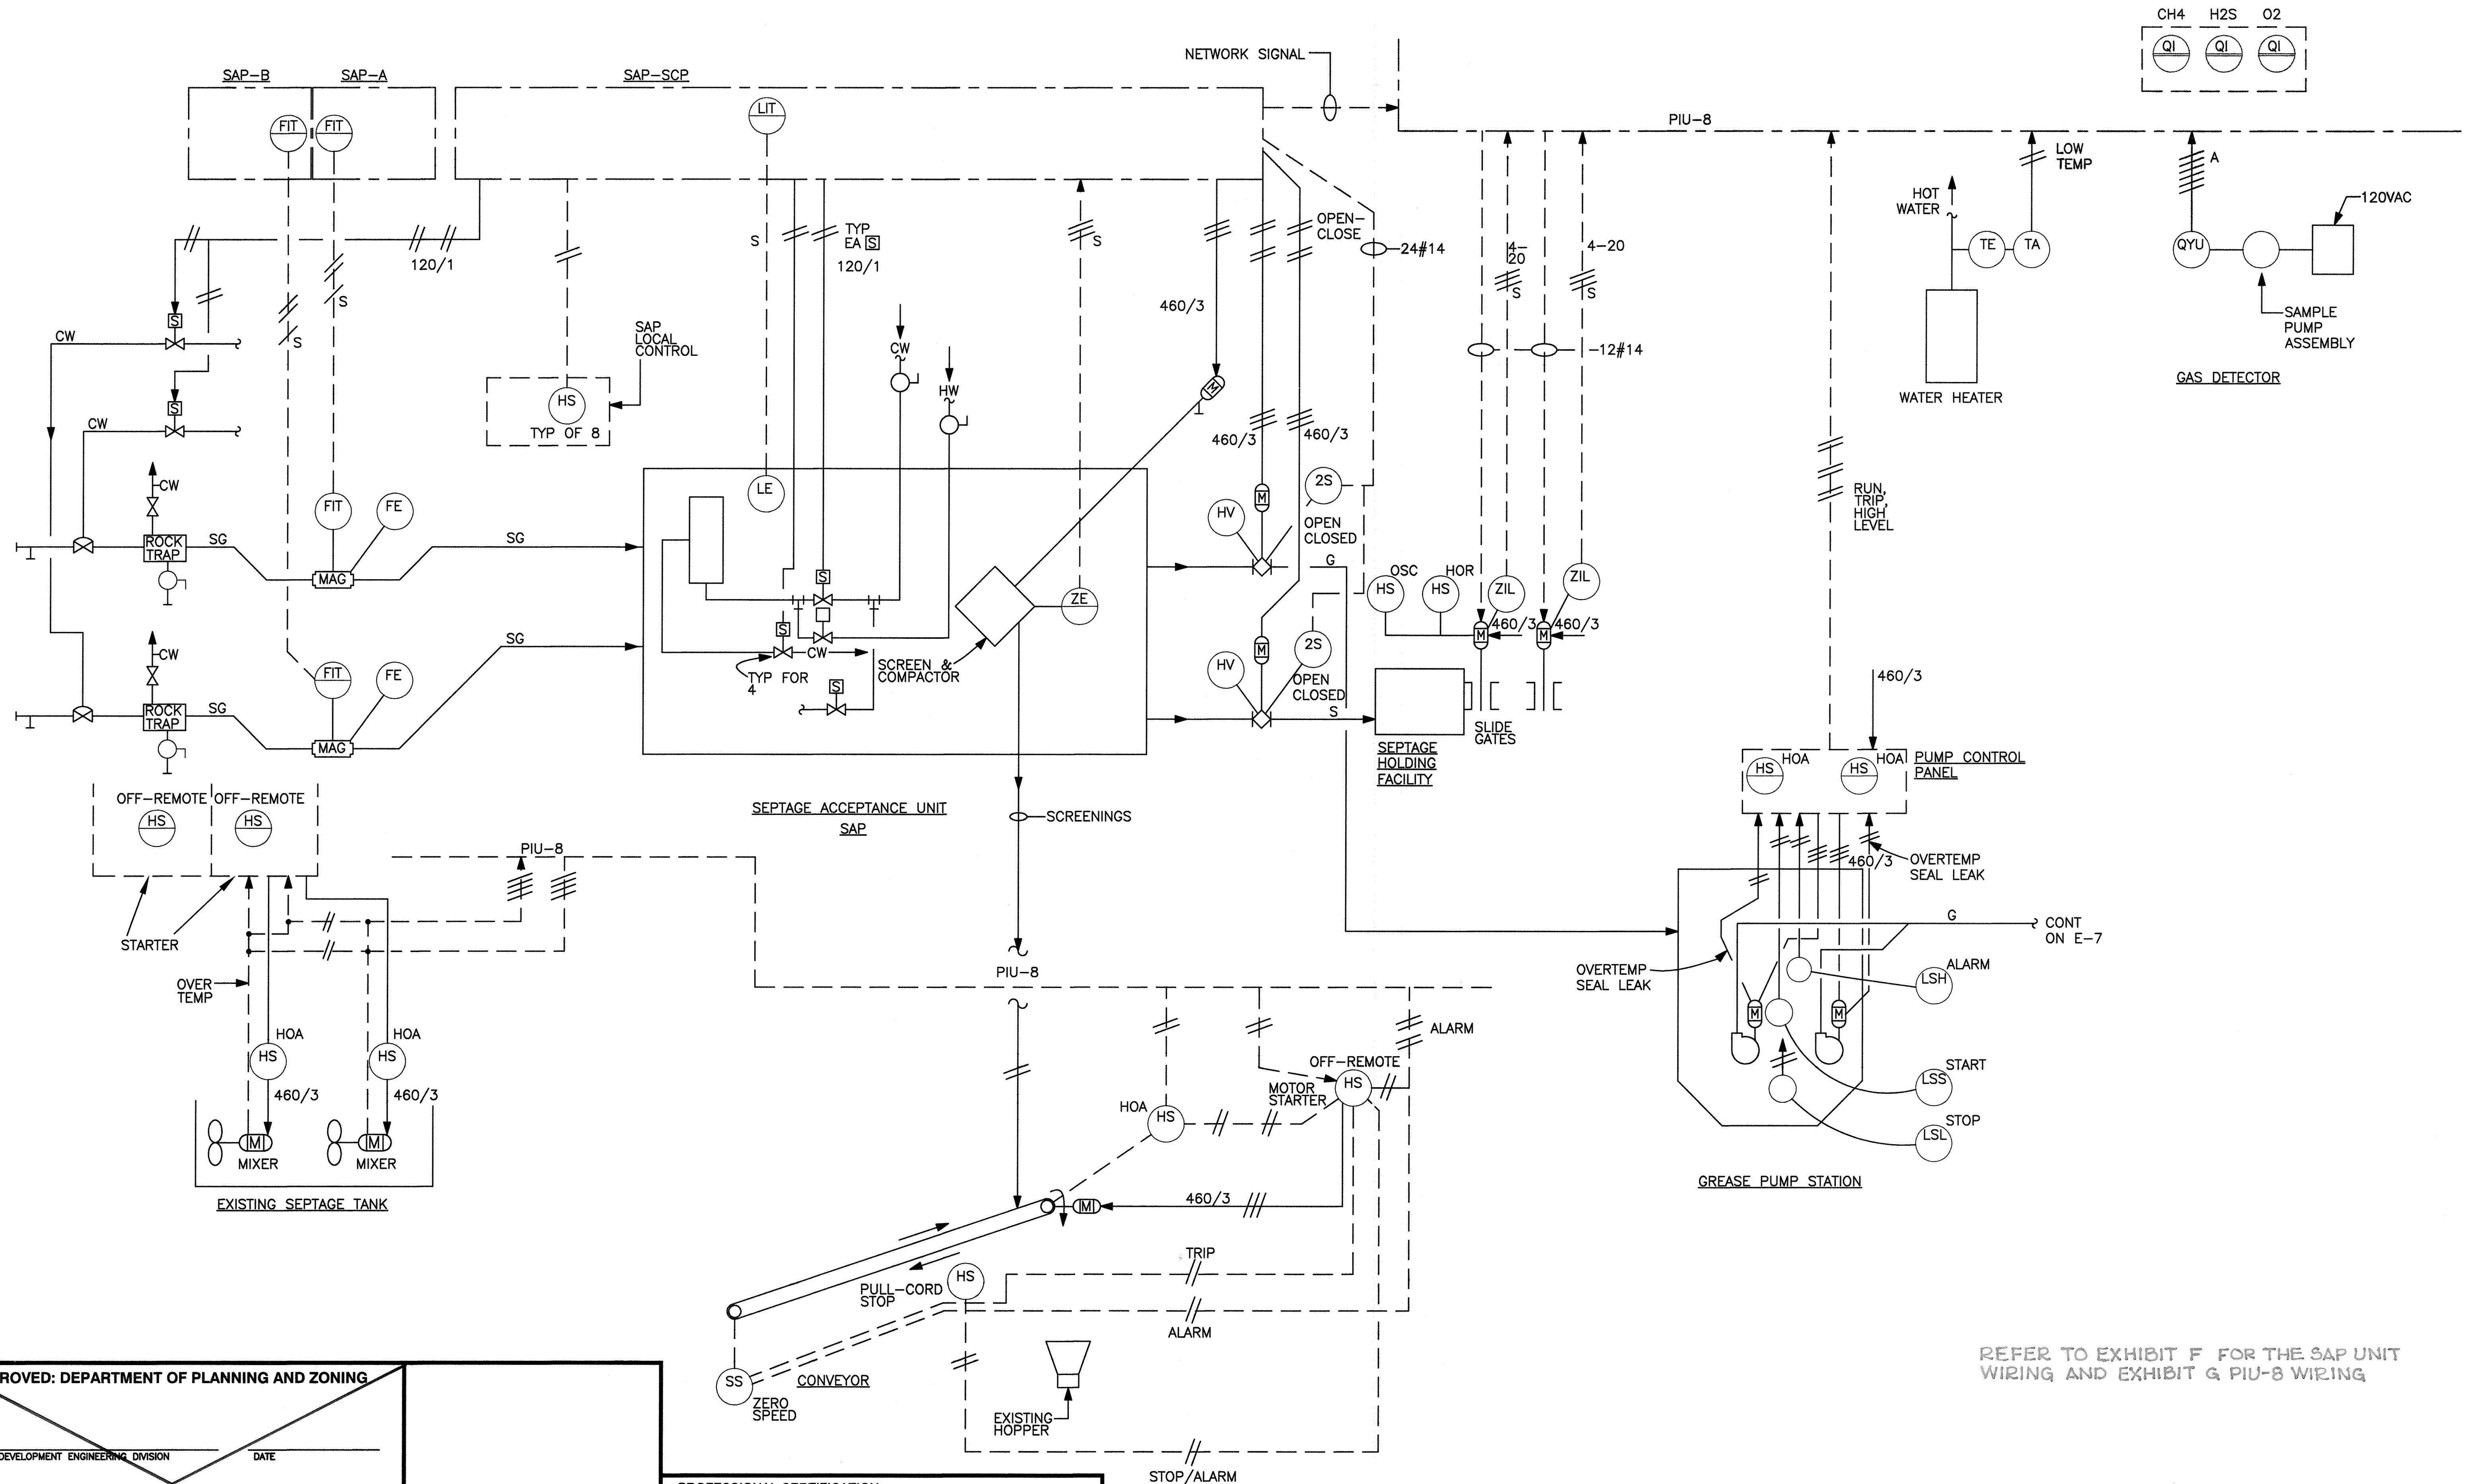 CH4 H2S O2
QI QI QI
NETWORK SIGNAL
SAP-B SAP-A SAP-SCP
FIT FIT LIT
PIU-8
LOW
TEMP
A
HOT
WATER
120VAC
TE TA QYU
SAMPLE
PUMP
ASSEMBLY
GAS DETECTOR
WATER HEATER
120/1
S
TYP
EA S
120/1
S
460/3
OPEN-
CLOSE
24#14
4-
20
S
4-20
S
12#14
S
S
S
CW
S
CW
SAP
LOCAL
CONTROL
HS
TYP OF 8
CW
HW
M
460/3 460/3
RUN,
TRIP,
HIGH
LEVEL
CW
ROCK
TRAP
SG
FIT FE
MAG
SG
LE
S
S
TYP FOR
4
CW
S
SCREEN &
COMPACTOR
ZE
M
HV
2S
OPEN
CLOSED
G
M
HV
2S
OPEN
CLOSED
S
OSC HOR
HS HS ZIL ZIL
M 460/3 M 460/3
SLIDE
GATES
SEPTAGE
HOLDING
FACILITY
CW
ROCK
TRAP
SG
FIT FE
MAG
SG
SEPTAGE ACCEPTANCE UNIT
SAP
SCREENINGS
460/3
HS HOA HS HOA
PUMP CONTROL
PANEL
460/3
OVERTEMP
SEAL LEAK
G
CONT
ON E-7
OVERTEMP
SEAL LEAK
ALARM
LSH
M M
START
LSS
STOP
LSL
GREASE PUMP STATION
OFF-REMOTE OFF-REMOTE
HS HS
STARTER
PIU-8
OVER
TEMP
HOA HOA
HS HS
460/3 460/3
M M
MIXER MIXER
EXISTING SEPTAGE TANK
PIU-8
ALARM
OFF-REMOTE
HS
MOTOR
STARTER
HOA
HS
M
460/3
TRIP
HS
PULL-CORD
STOP
ALARM
SS
ZERO
SPEED
CONVEYOR
EXISTING
HOPPER
STOP/ALARM
REFER TO EXHIBIT F FOR THE SAP UNIT
WIRING AND EXHIBIT G PIU-8 WIRING
ROVED: DEPARTMENT OF PLANNING AND ZONING
DEVELOPMENT ENGINEERING DIVISION DATE